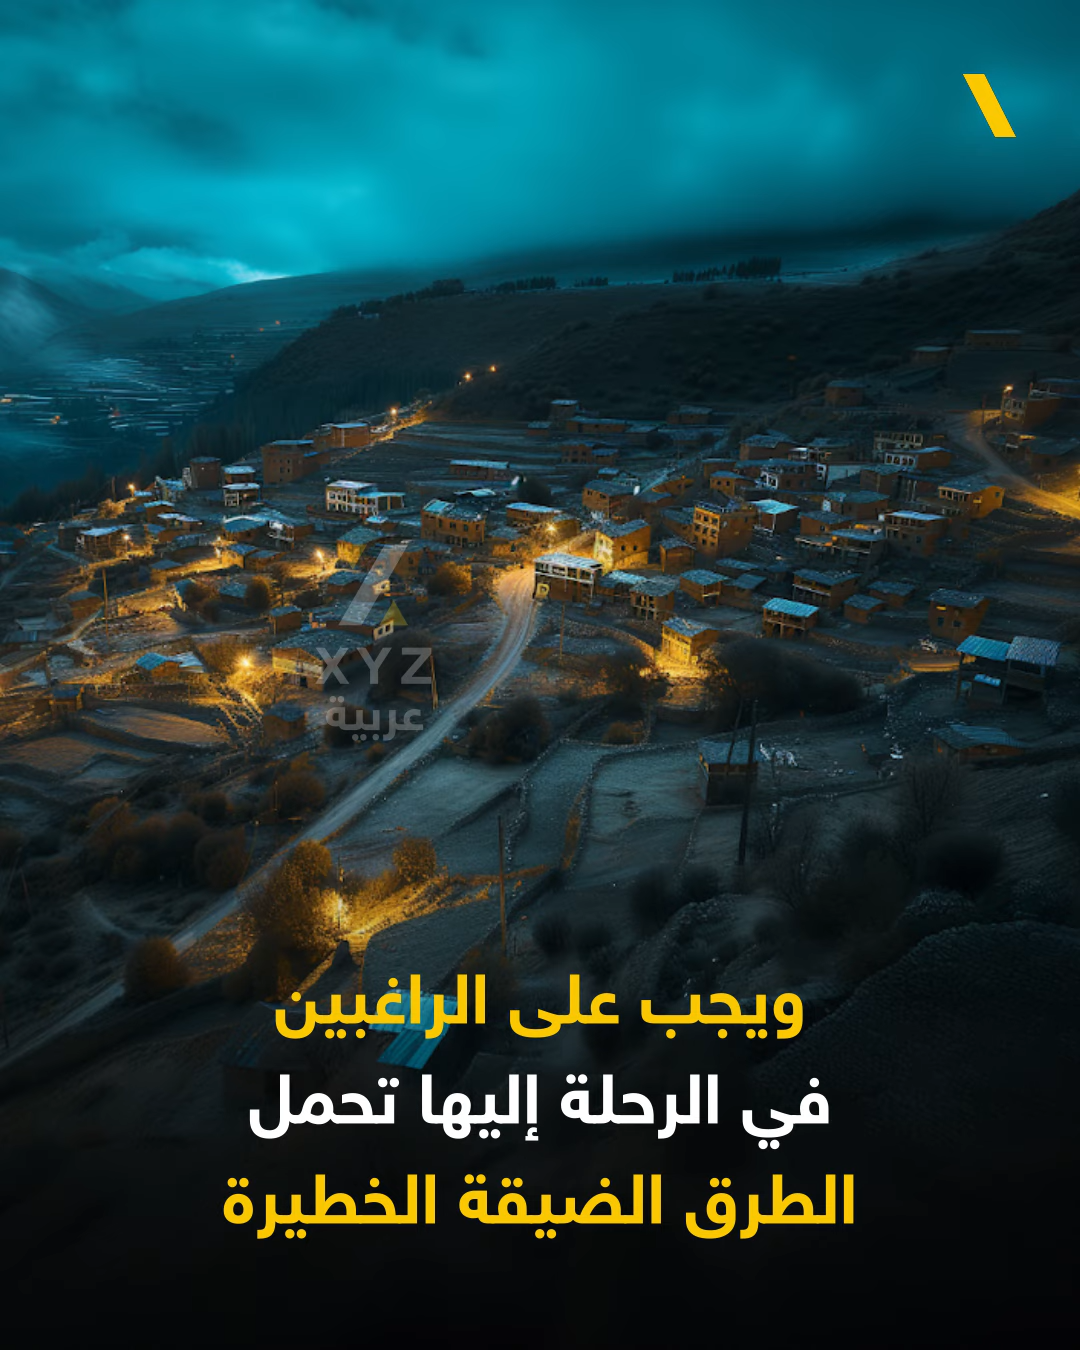 XYZ
عربية
ويجب على الراغبين
في الرحلة إليها تحمل
الطرق الضيقة الخطيرة